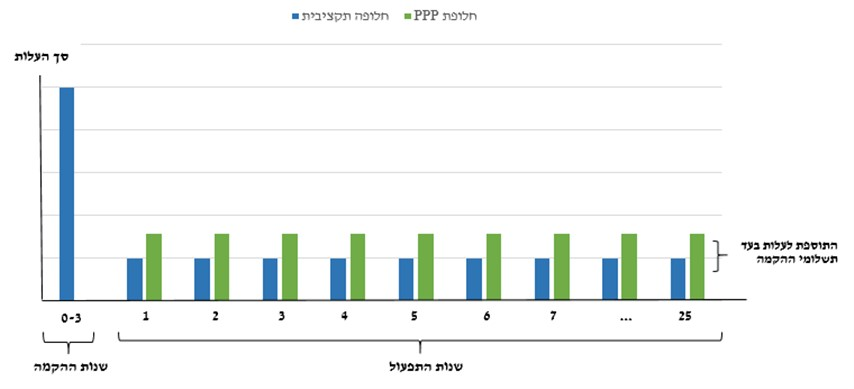 חלופה תקציבית חלופת PPP
סך העלות
התוספת לעלות בעד
תשלומי ההקמה
0-3 1 2 3 4 5 6 7 ... 25
שנות ההקמה שנות התפעול